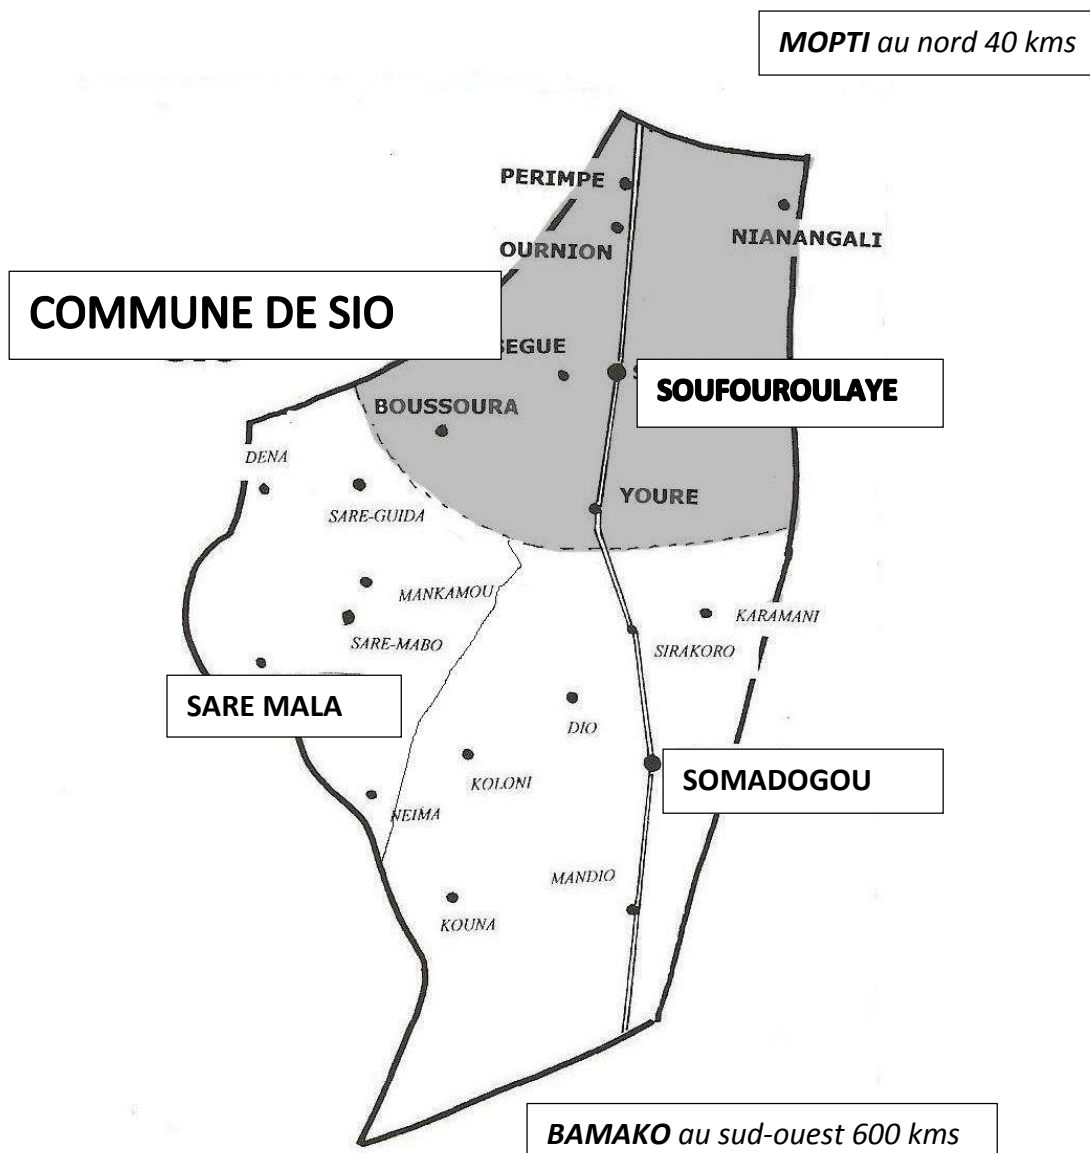 MOPTI au nord 40 kms
PERIMPE
OURNION
NIANANGALI
COMMUNE DE SIO
SEGUE
SOUFOUROULAYE
BOUSSOURA
DENA
YOURE
SARE-GUIDA
MANKAMOU
KARAMANI
SARE-MABO
SIRAKORO
SARE MALA
DIO
SOMADOGOU
KOLONI
NEIMA
MANDIO
KOUNA
BAMAKO au sud-ouest 600 kms